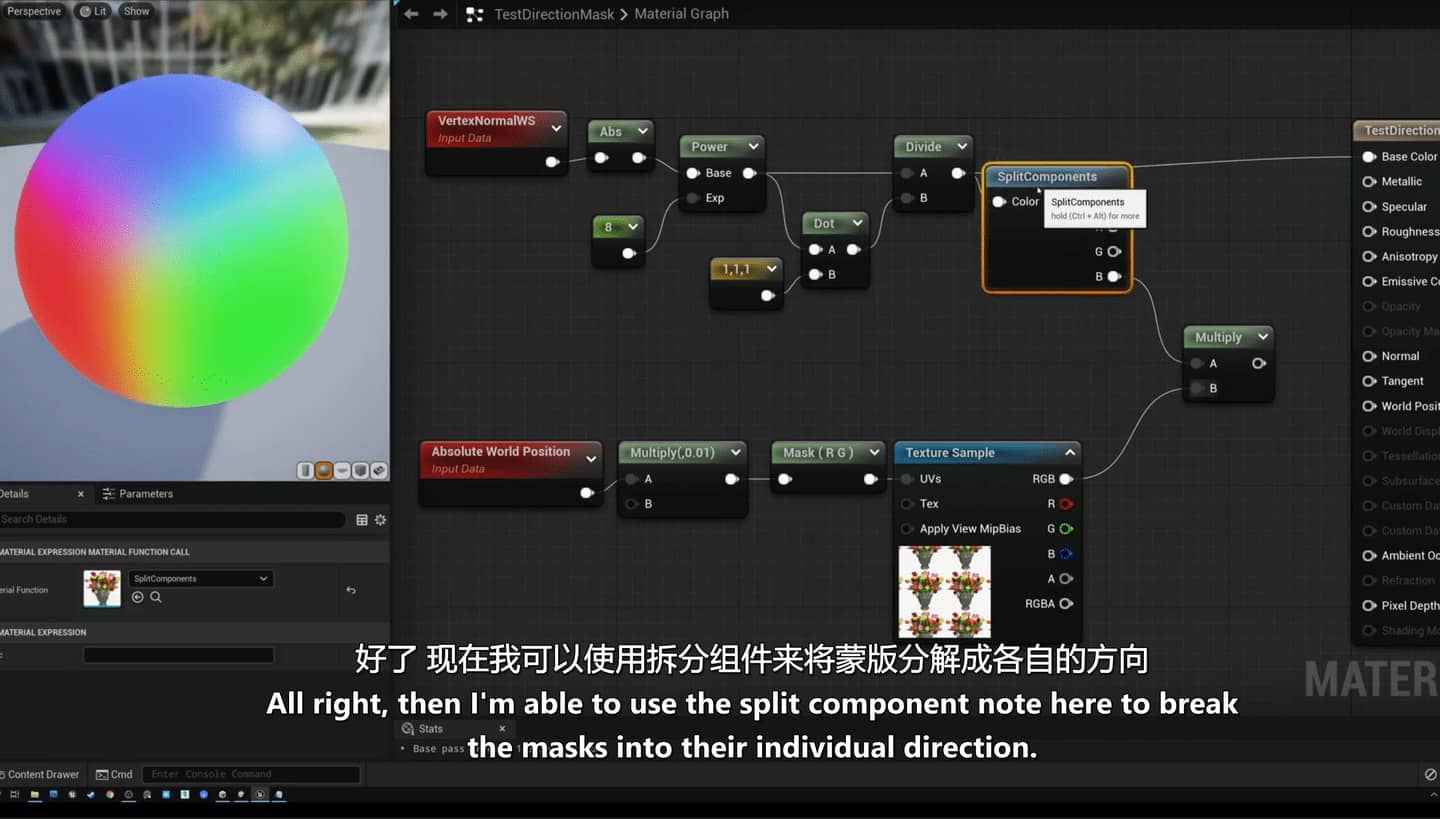 Perspective
Lit
Show
TestDirectionMask
Material Graph
VertexNormalWS
Input Data
Abs
Power
Base
Exp
8
1,1,1
Dot
A
B
Divide
A
B
SplitComponents
Color
SplitComponents
hold (Ctrl + Alt) for more
G
B
Multiply
A
B
TestDirection
Base Color
Metallic
Specular
Roughness
Anisotropy
Emissive Co
Opacity
Opacity Ma
Normal
Tangent
World Posit
World Displ
Tessellatio
Subsurface
Custom Da
Custom Da
Ambient Oc
Refraction
Pixel Depth
Shading Mo
Absolute World Position
Input Data
Multiply(,0.01)
A
B
Mask ( R G )
Texture Sample
UVs
RGB
Tex
R
Apply View MipBias
G
B
A
RGBA
Details
Parameters
Search Details
MATERIAL EXPRESSION MATERIAL FUNCTION CALL
erial Function
SplitComponents
MATERIAL EXPRESSION
MATER
好了 现在我可以使用拆分组件来将蒙版分解成各自的方向
All right, then I'm able to use the split component note here to break
the masks into their individual direction.
Stats
Base pass
Content Drawer
Cmd
Enter Console Command